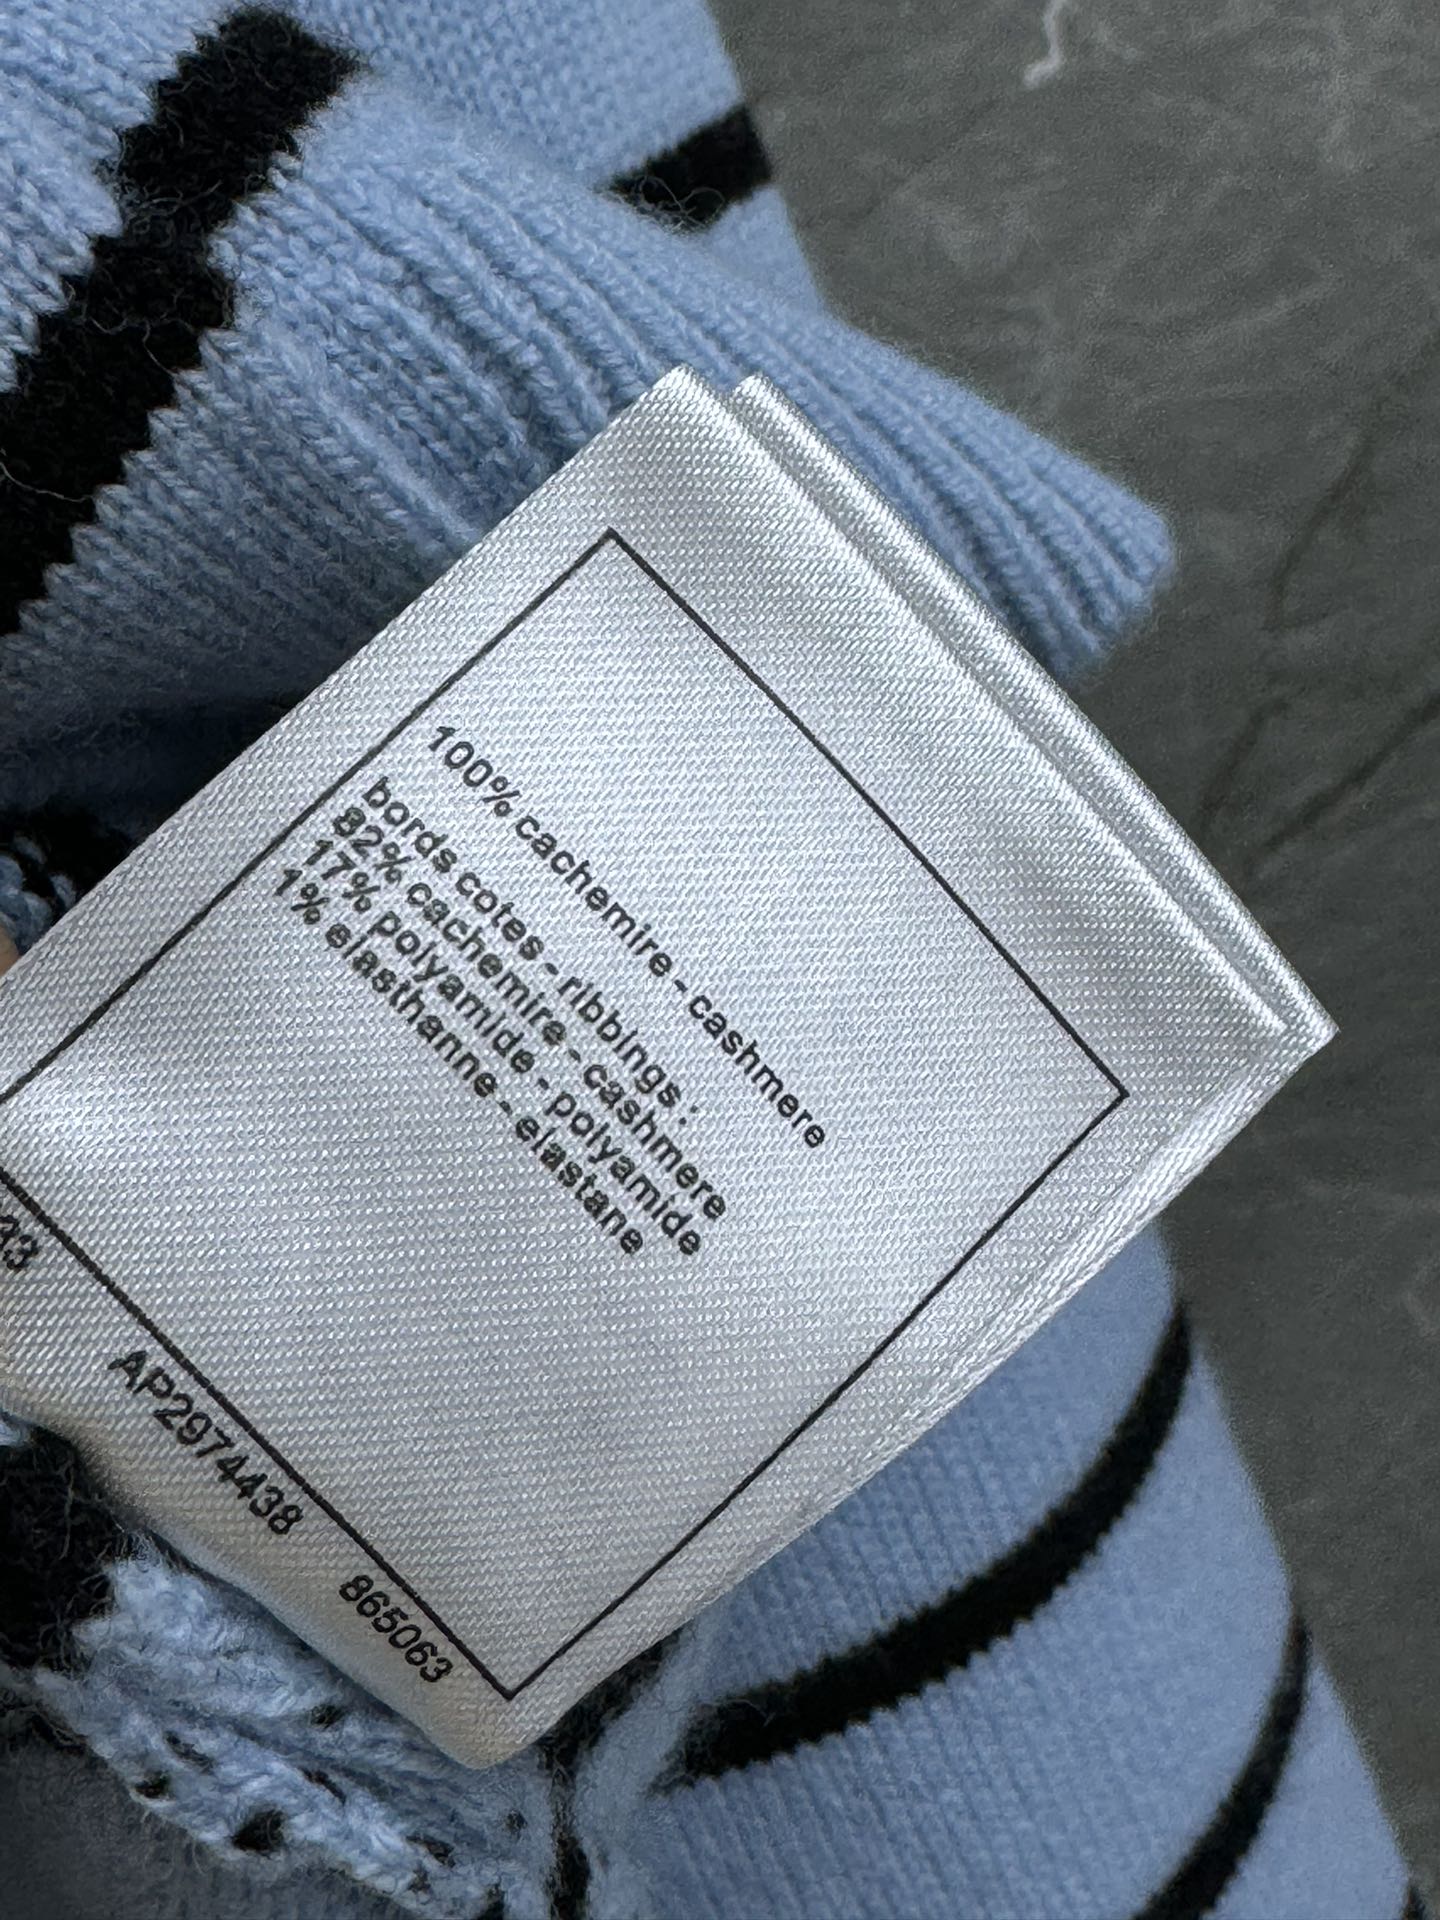 100% cachemire - cashmere
bords cotes - ribbings :
82% cachemire - cashmere
17% polyamide - polyamide
1% elasthanne - elastane
AP2974438
865063